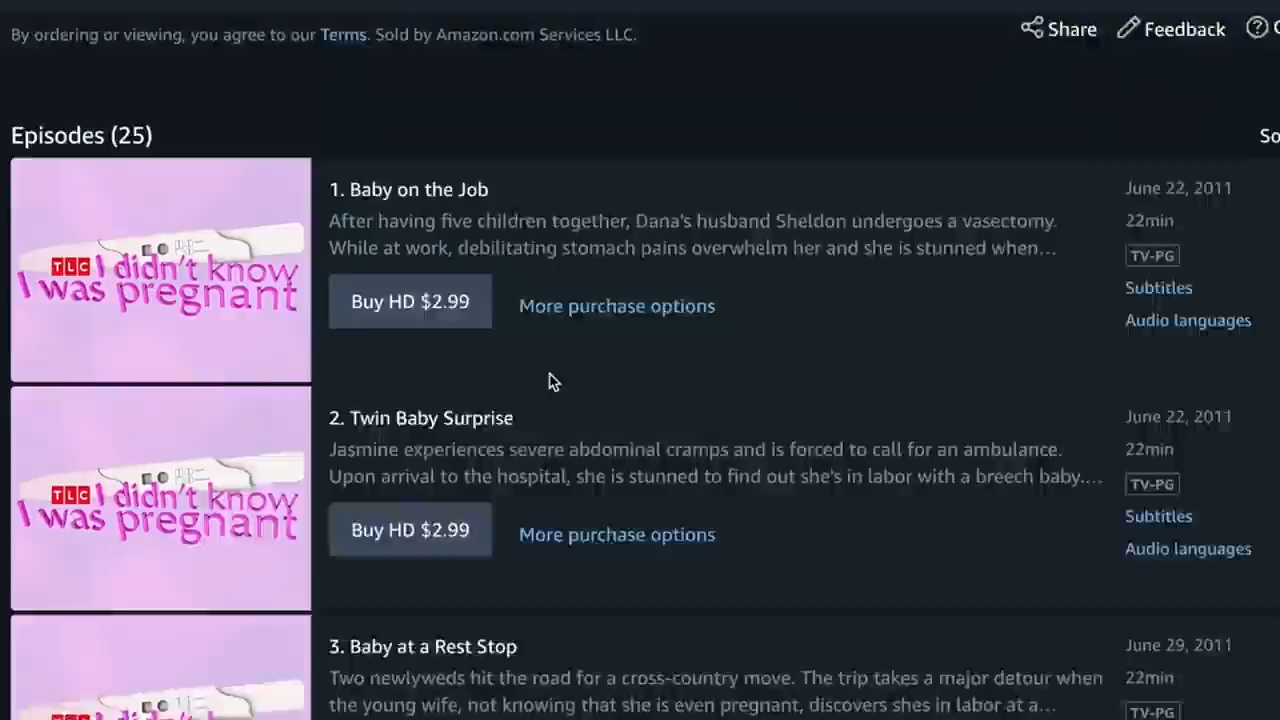 By ordering or viewing, you agree to our Terms. Sold by Amazon.com Services LLC.
Share
Feedback
Episodes (25)
TLC I didn't know
I was pregnant
1. Baby on the Job
After having five children together, Dana's husband Sheldon undergoes a vasectomy.
While at work, debilitating stomach pains overwhelm her and she is stunned when…
Buy HD $2.99
More purchase options
June 22, 2011
22min
TV-PG
Subtitles
Audio languages
TLC I didn't know
I was pregnant
2. Twin Baby Surprise
Jasmine experiences severe abdominal cramps and is forced to call for an ambulance.
Upon arrival to the hospital, she is stunned to find out she's in labor with a breech baby.…
Buy HD $2.99
More purchase options
June 22, 2011
22min
TV-PG
Subtitles
Audio languages
3. Baby at a Rest Stop
Two newlyweds hit the road for a cross-country move. The trip takes a major detour when
the young wife, not knowing that she is even pregnant, discovers shes in labor at a…
June 29, 2011
22min
TV-PG